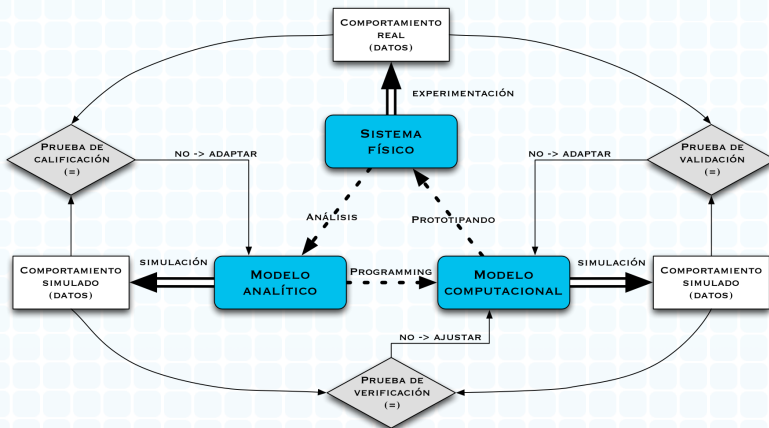 COMPORTAMIENTO
REAL
(DATOS)
EXPERIMENTACIÓN
SISTEMA
FÍSICO
PRUEBA DE
CALIFICACIÓN
(=)
NO -> ADAPTAR
NO -> ADAPTAR
PRUEBA DE
VALIDACIÓN
(=)
ANÁLISIS
PROTOTIPANDO
COMPORTAMIENTO
SIMULADO
(DATOS)
SIMULACIÓN
MODELO
ANALÍTICO
PROGRAMMING
MODELO
COMPUTACIONAL
SIMULACIÓN
COMPORTAMIENTO
SIMULADO
(DATOS)
NO -> AJUSTAR
PRUEBA DE
VERIFICACIÓN
(=)